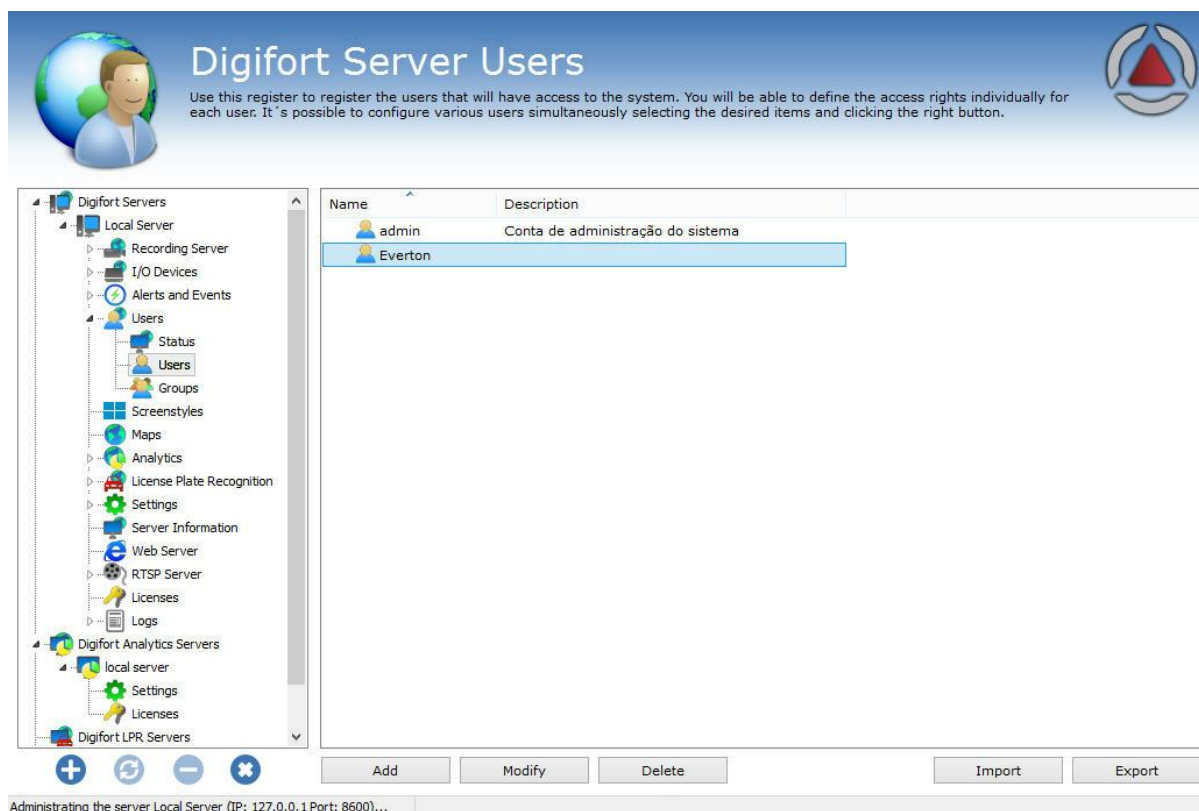 Digifort Server Users
Use this register to register the users that will have access to the system. You will be able to define the access rights individually for
each user. It´s possible to configure various users simultaneously selecting the desired items and clicking the right button.
Digifort Servers
Local Server
Recording Server
I/O Devices
Alerts and Events
Users
Status
Users
Groups
Screenstyles
Maps
Analytics
License Plate Recognition
Settings
Server Information
Web Server
RTSP Server
Licenses
Logs
Digifort Analytics Servers
local server
Settings
Licenses
Digifort LPR Servers
Name Description
admin Conta de administração do sistema
Everton
Add Modify Delete Import Export
Administrating the server Local Server (IP: 127.0.0.1 Port: 8600)...